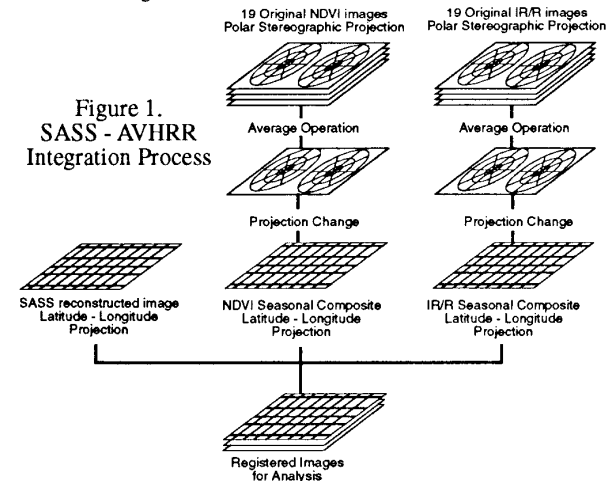 19 Original NDVI images
Polar Stereographic Projection
19 Original IR/R images
Polar Stereographic Projection
Figure 1.
SASS - AVHRR
Integration Process
Average Operation
Average Operation
Projection Change
Projection Change
SASS reconstructed image
Latitude - Longitude
Projection
NDVI Seasonal Composite
Latitude - Longitude
Projection
IR/R Seasonal Composite
Latitude - Longitude
Projection
Registered Images
for Analysis